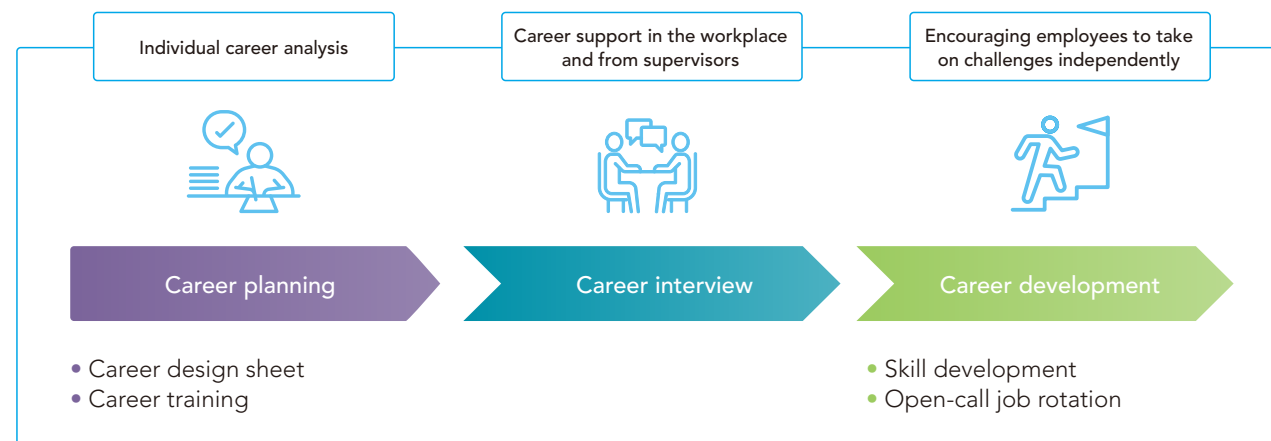 Individual career analysis
Career support in the workplace
and from supervisors
Encouraging employees to take
on challenges independently
Career planning
Career interview
Career development
• Career design sheet
• Career training
• Skill development
• Open-call job rotation